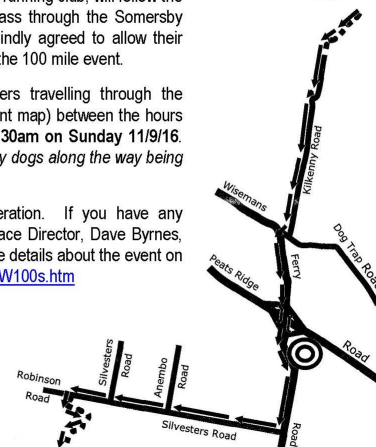 running club, will follow the
ass through the Somersby
indly agreed to allow their
the 100 mile event.
ers travelling through the
nt map) between the hours
30am on Sunday 11/9/16.
y dogs along the way being
eration. If you have any
ace Director, Dave Byrnes,
e details about the event on
W100s.htm
Kilkenny Road
Wisemans
Ferry
Dog Trap Road
Peats Ridge
Road
Silvesters
Road
Anembo
Road
Robinson
Road
Silvesters Road
Road